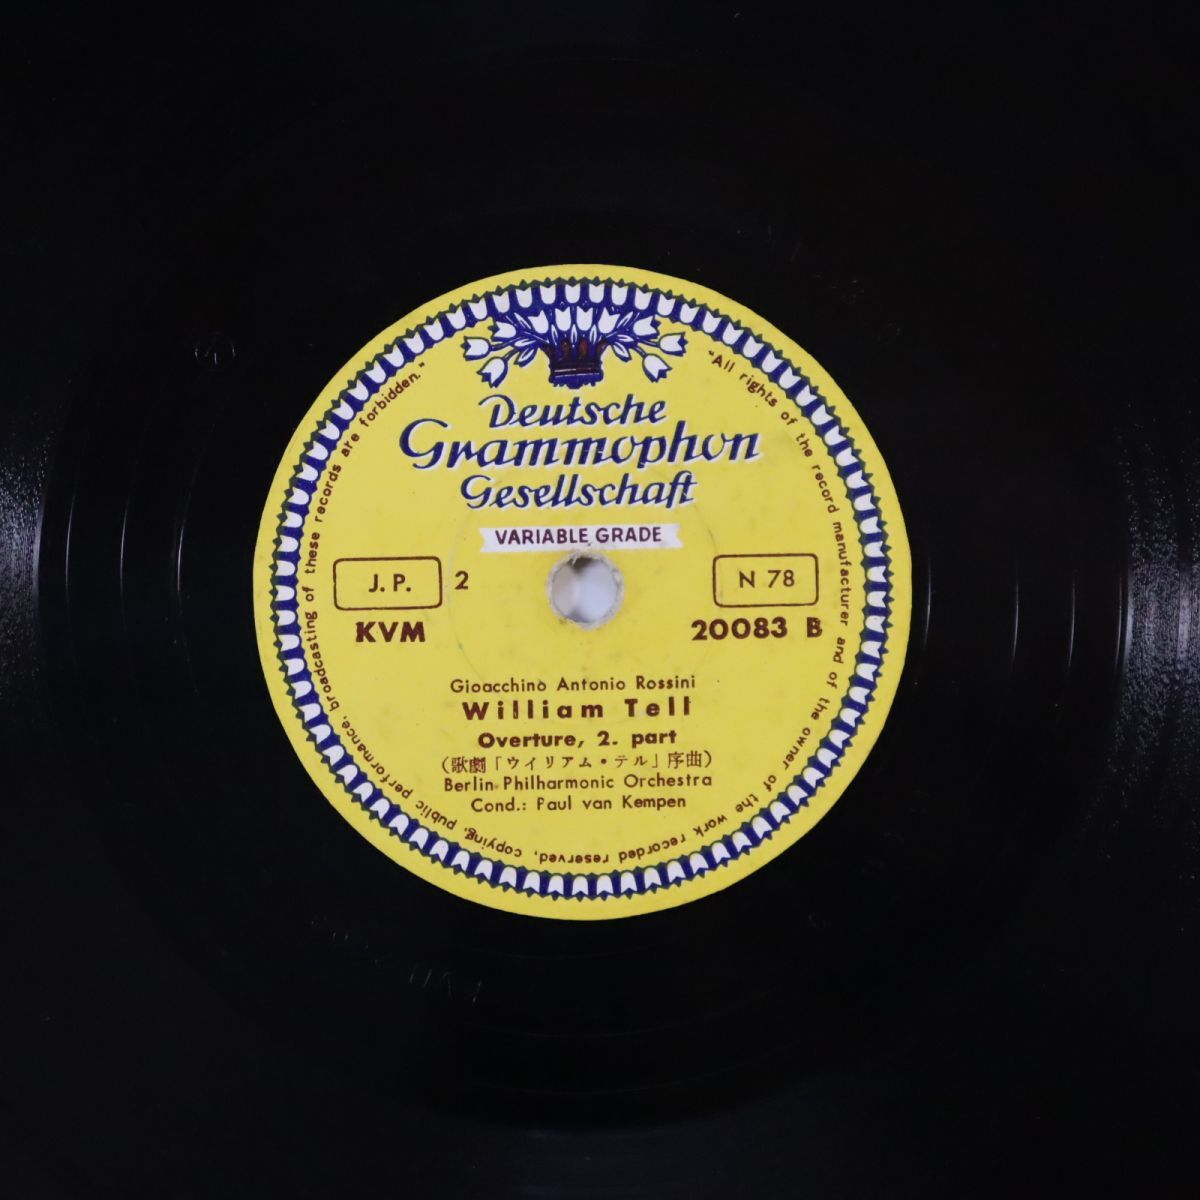 Deutsche
Grammophon
Gesellschaft
VARIABLE GRADE
J. P. 2 N 78
KVM 20083 B
Gioacchino Antonio Rossini
William Tell
Overture, 2. part
(歌劇「ウイリアム・テル」序曲)
Berlin Philharmonic Orchestra
Cond.: Paul van Kempen
"All rights of the record manufacturer and of the owner of the work recorded reserved, copying, public performance, broadcasting of these records are forbidden."